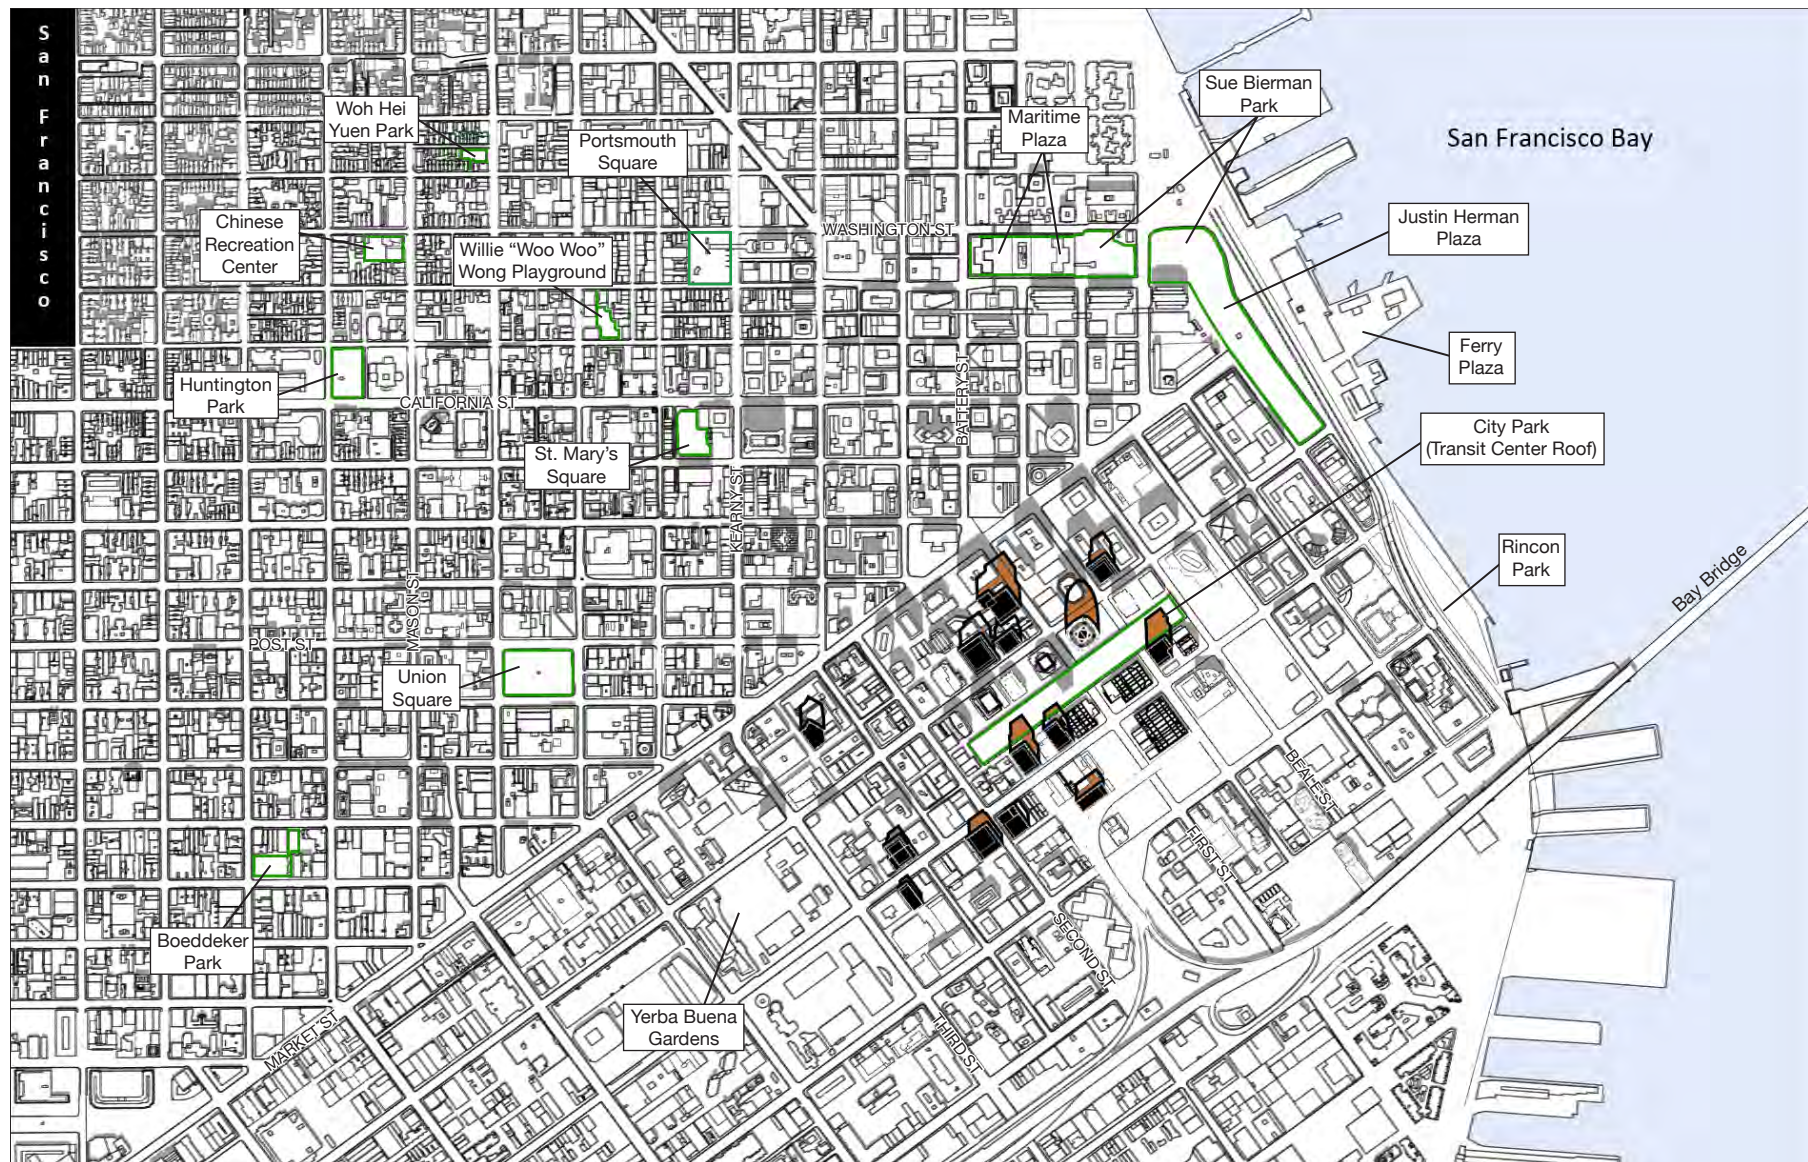 San Francisco
Sue Bierman
Park
Woh Hei
Yuen Park
Maritime
Plaza
Portsmouth
Square
San Francisco Bay
Chinese
Recreation
Center
Willie “Woo Woo”
Wong Playground
WASHINGTON ST
Justin Herman
Plaza
Ferry
Plaza
Huntington
Park
CALIFORNIA ST
BATTERY ST
City Park
(Transit Center Roof)
St. Mary's
Square
KEARNY ST
Rincon
Park
Bay Bridge
MASON ST
POST ST
Union
Square
BEALE ST
FIRST ST
Boeddeker
Park
SECOND ST
Yerba Buena
Gardens
MARKET ST
THIRD ST